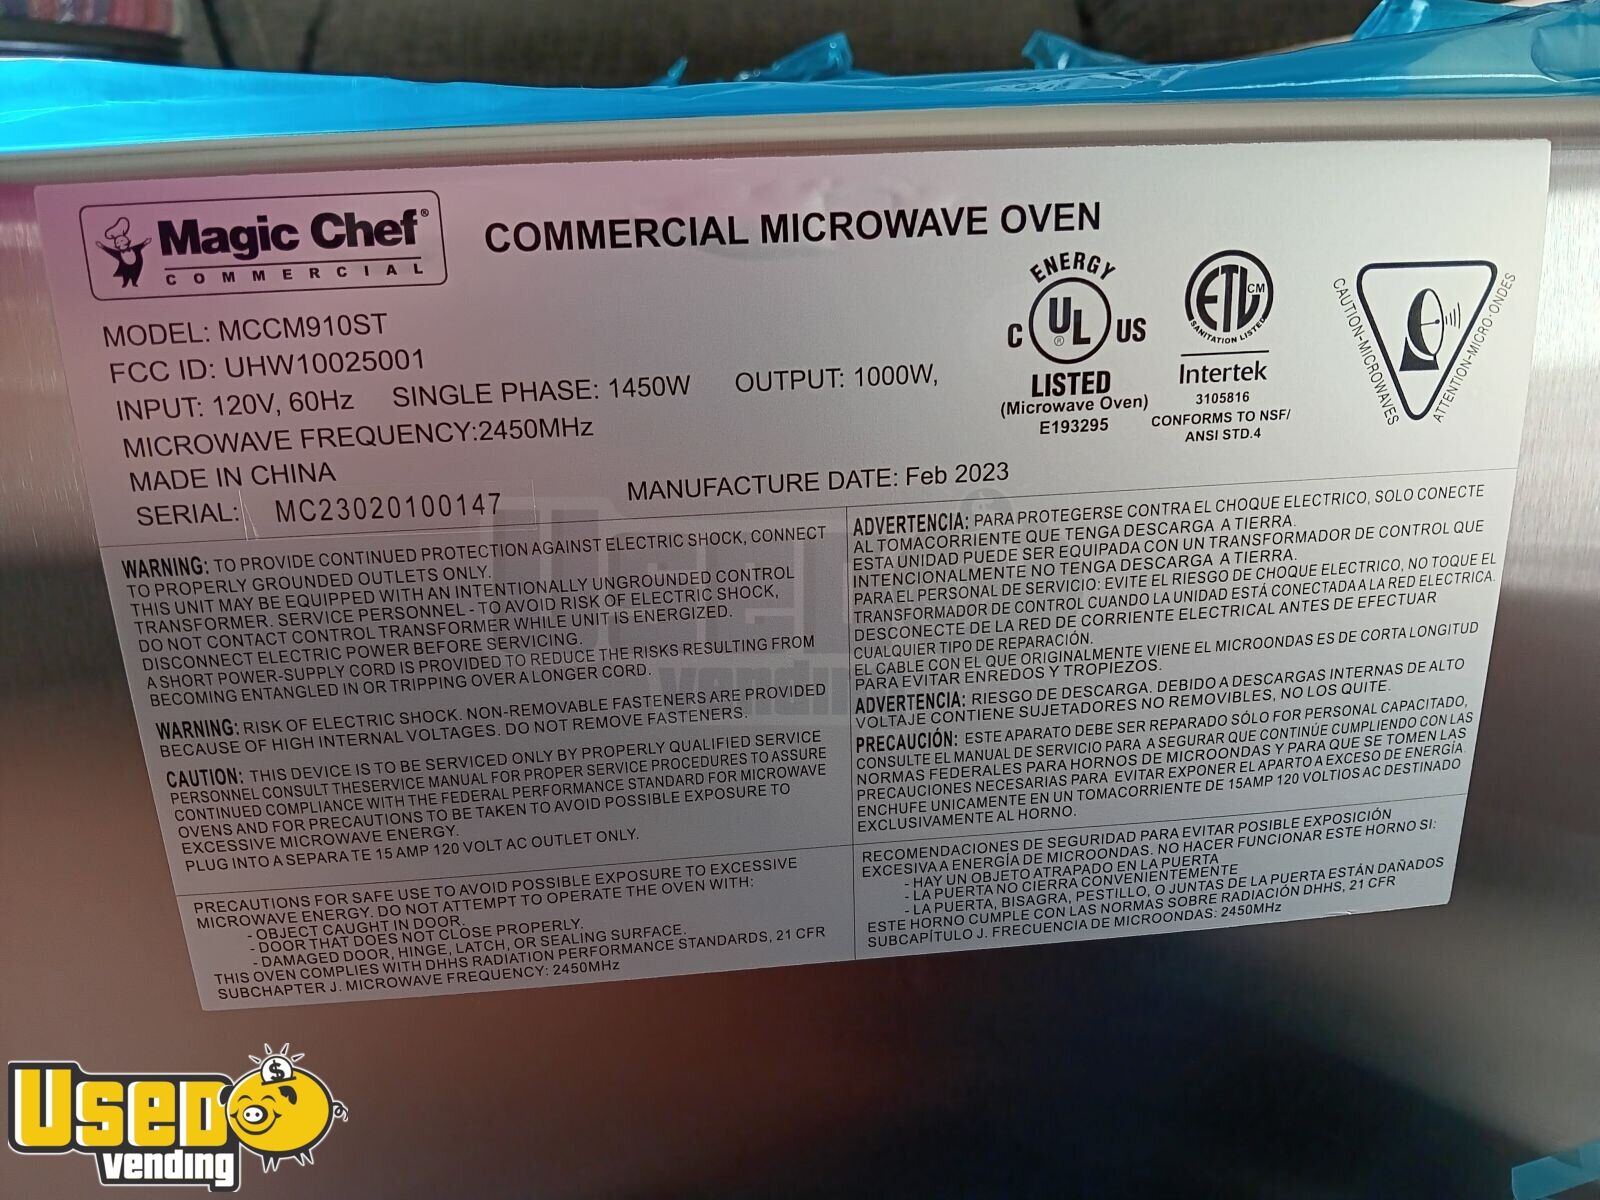 Magic Chef®
COMMERCIAL
COMMERCIAL MICROWAVE OVEN
MODEL: MCCM910ST
FCC ID: UHW10025001
INPUT: 120V, 60Hz SINGLE PHASE: 1450W OUTPUT: 1000W,
MICROWAVE FREQUENCY:2450MHz
MADE IN CHINA
SERIAL: MC23020100147
MANUFACTURE DATE: Feb 2023
ENERGY
C UL® US
LISTED
(Microwave Oven)
E193295
ETL CM
SANITATION LISTED
Intertek
3105816
CONFORMS TO NSF/
ANSI STD.4
CAUTION-MICROWAVES
ATTENTION-MICRO-ONDES
WARNING: TO PROVIDE CONTINUED PROTECTION AGAINST ELECTRIC SHOCK, CONNECT
TO PROPERLY GROUNDED OUTLETS ONLY.
THIS UNIT MAY BE EQUIPPED WITH AN INTENTIONALLY UNGROUNDED CONTROL
TRANSFORMER. SERVICE PERSONNEL - TO AVOID RISK OF ELECTRIC SHOCK,
DO NOT CONTACT CONTROL TRANSFORMER WHILE UNIT IS ENERGIZED.
DISCONNECT ELECTRIC POWER BEFORE SERVICING.
A SHORT POWER-SUPPLY CORD IS PROVIDED TO REDUCE THE RISKS RESULTING FROM
BECOMING ENTANGLED IN OR TRIPPING OVER A LONGER CORD.
WARNING: RISK OF ELECTRIC SHOCK. NON-REMOVABLE FASTENERS ARE PROVIDED
BECAUSE OF HIGH INTERNAL VOLTAGES. DO NOT REMOVE FASTENERS.
CAUTION: THIS DEVICE IS TO BE SERVICED ONLY BY PROPERLY QUALIFIED SERVICE
PERSONNEL CONSULT THESERVICE MANUAL FOR PROPER SERVICE PROCEDURES TO ASSURE
CONTINUED COMPLIANCE WITH THE FEDERAL PERFORMANCE STANDARD FOR MICROWAVE
OVENS AND FOR PRECAUTIONS TO BE TAKEN TO AVOID POSSIBLE EXPOSURE TO
EXCESSIVE MICROWAVE ENERGY.
PLUG INTO A SEPARA TE 15 AMP 120 VOLT AC OUTLET ONLY.
PRECAUTIONS FOR SAFE USE TO AVOID POSSIBLE EXPOSURE TO EXCESSIVE
MICROWAVE ENERGY. DO NOT ATTEMPT TO OPERATE THE OVEN WITH:
- OBJECT CAUGHT IN DOOR.
- DOOR THAT DOES NOT CLOSE PROPERLY.
- DAMAGED DOOR, HINGE, LATCH, OR SEALING SURFACE.
THIS OVEN COMPLIES WITH DHHS RADIATION PERFORMANCE STANDARDS, 21 CFR
SUBCHAPTER J. MICROWAVE FREQUENCY: 2450MHz
ADVERTENCIA: PARA PROTEGERSE CONTRA EL CHOQUE ELECTRICO, SOLO CONECTE
AL TOMACORRIENTE QUE TENGA DESCARGA A TIERRA.
ESTA UNIDAD PUEDE SER EQUIPADA CON UN TRANSFORMADOR DE CONTROL QUE
INTENCIONALMENTE NO TENGA DESCARGA A TIERRA.
PARA EL PERSONAL DE SERVICIO: EVITE EL RIESGO DE CHOQUE ELECTRICO, NO TOQUE EL
TRANSFORMADOR DE CONTROL CUANDO LA UNIDAD ESTÁ CONECTADA A LA RED ELECTRICA.
DESCONECTE DE LA RED DE CORRIENTE ELECTRICAL ANTES DE EFECTUAR
CUALQUIER TIPO DE REPARACIÓN.
EL CABLE CON EL QUE ORIGINALMENTE VIENE EL MICROONDAS ES DE CORTA LONGITUD
PARA EVITAR ENREDOS Y TROPIEZOS.
ADVERTENCIA: RIESGO DE DESCARGA. DEBIDO A DESCARGAS INTERNAS DE ALTO
VOLTAJE CONTIENE SUJETADORES NO REMOVIBLES, NO LOS QUITE.
PRECAUCIÓN: ESTE APARATO DEBE SER REPARADO SÓLO FOR PERSONAL CAPACITADO,
CONSULTE EL MANUAL DE SERVICIO PARA A SEGURAR QUE CONTINÚE CUMPLIENDO CON LAS
NORMAS FEDERALES PARA HORNOS DE MICROONDAS Y PARA QUE SE TOMEN LAS
PRECAUCIONES NECESARIAS PARA EVITAR EXPONER EL APARTO A EXCESO DE ENERGÍA.
ENCHUFE UNICAMENTE EN UN TOMACORRIENTE DE 15AMP 120 VOLTIOS AC DESTINADO
EXCLUSIVAMENTE AL HORNO.
RECOMENDACIONES DE SEGURIDAD PARA EVITAR POSIBLE EXPOSICIÓN
EXCESIVA A ENERGÍA DE MICROONDAS. NO HACER FUNCIONAR ESTE HORNO SI:
- HAY UN OBJETO ATRAPADO EN LA PUERTA
- LA PUERTA NO CIERRA CONVENIENTEMENTE
- LA PUERTA, BISAGRA, PESTILLO, O JUNTAS DE LA PUERTA ESTÁN DAÑADOS
ESTE HORNO CUMPLE CON LAS NORMAS SOBRE RADIACIÓN DHHS, 21 CFR
SUBCAPÍTULO J. FRECUENCIA DE MICROONDAS: 2450MHz
USED
vending